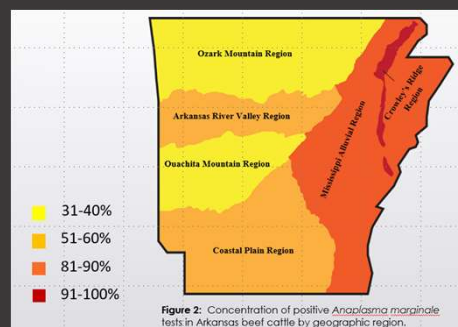 Ozark Mountain Region
Arkansas River Valley Region
Ouachita Mountain Region
Mississippi Alluvial Region
Crowley's Ridge
Region
Coastal Plain Region
31-40%
51-60%
81-90%
91-100%
Figure 2: Concentration of positive Anaplasma marginale
tests in Arkansas beef cattle by geographic region.